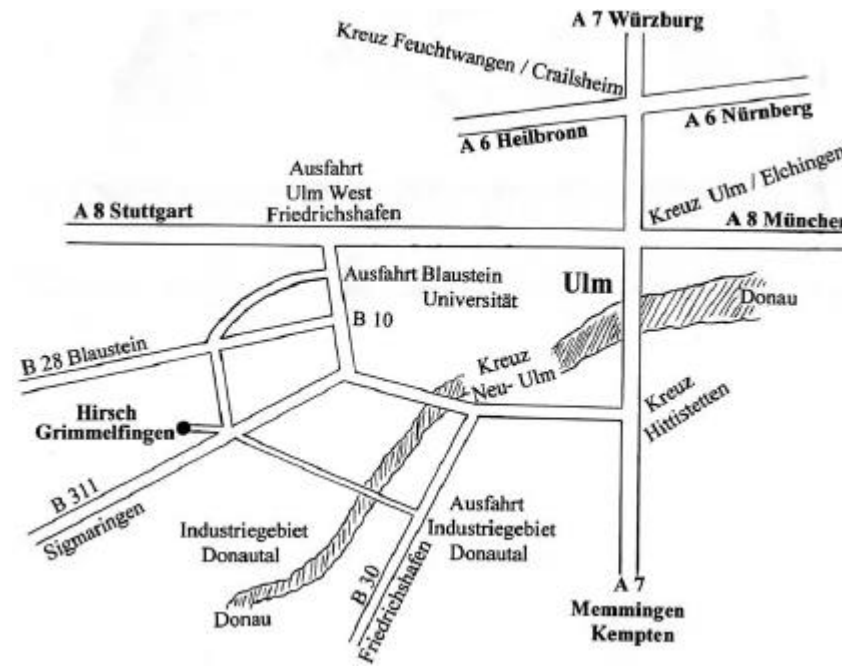 A 7 Würzburg
Kreuz Feuchtwangen / Crailsheim
A 6 Heilbronn
A 6 Nürnberg
Ausfahrt
Ulm West
Friedrichshafen
A 8 Stuttgart
Kreuz Ulm / Elchingen
A 8 München
Ausfahrt Blaustein
Universität
Ulm
Donau
B 10
B 28 Blaustein
Kreuz
Neu- Ulm
Kreuz
Hittistetten
Hirsch
Grimmelfingen
B 311
Sigmaringen
Industriegebiet
Donautal
Ausfahrt
Industriegebiet
Donautal
B 30
Friedrichshafen
Donau
A 7
Memmingen
Kempten